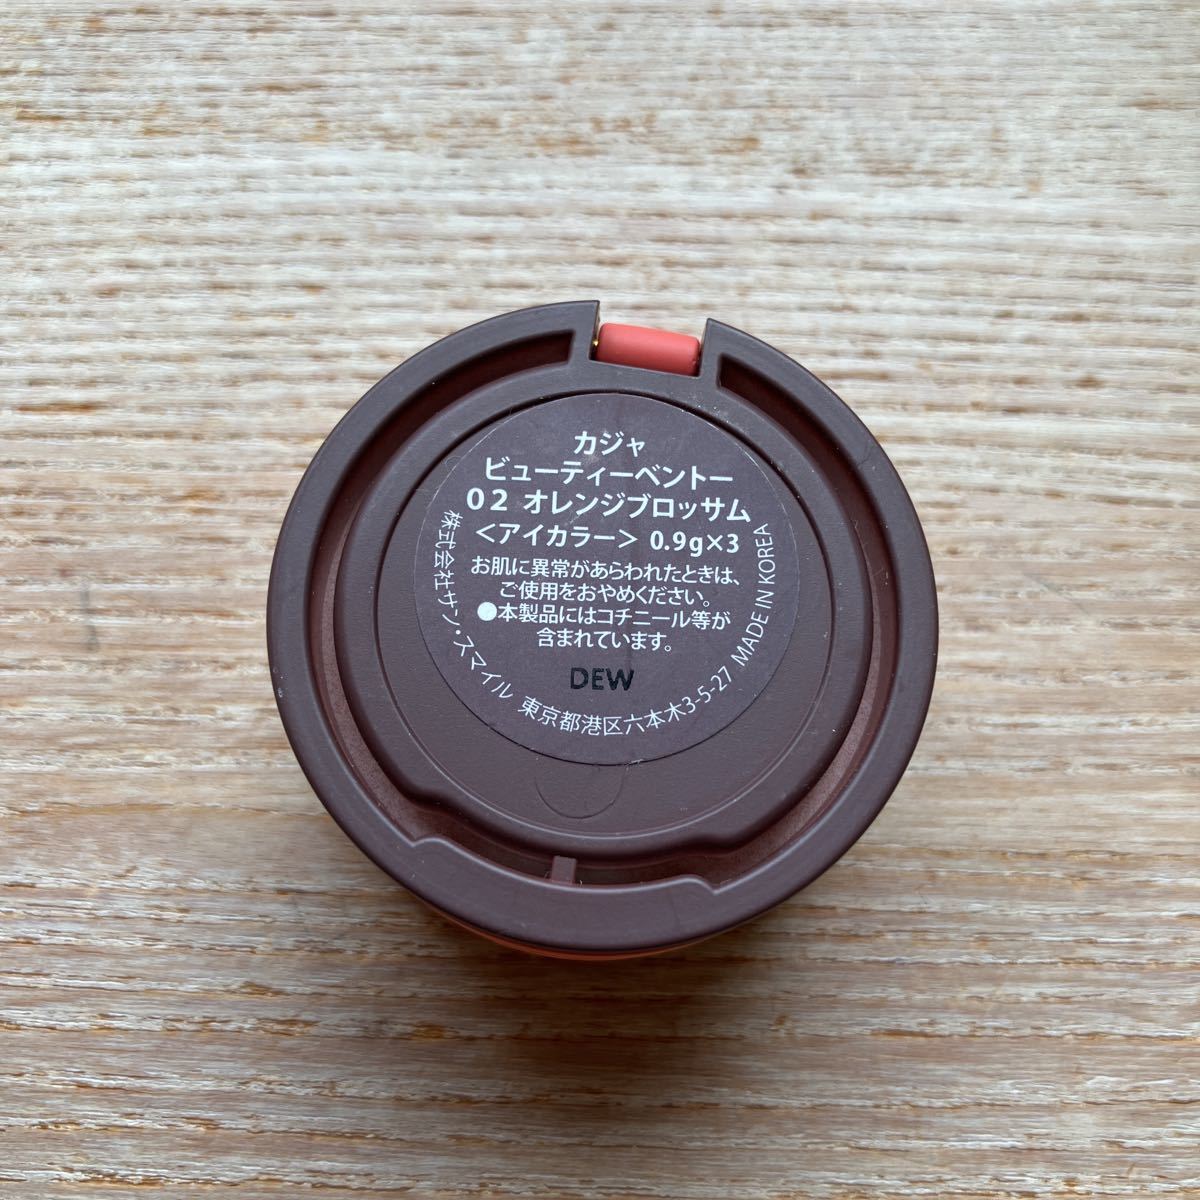 カジャ
ビューティーベントー
02 オレンジブロッサム
＜アイカラー＞ 0.9g×3
お肌に異常があらわれたときは、
ご使用をおやめください。
●本製品にはコチニール等が
含まれています。
DEW
株式会社サン・スマイル 東京都港区六本木3-5-27 MADE IN KOREA